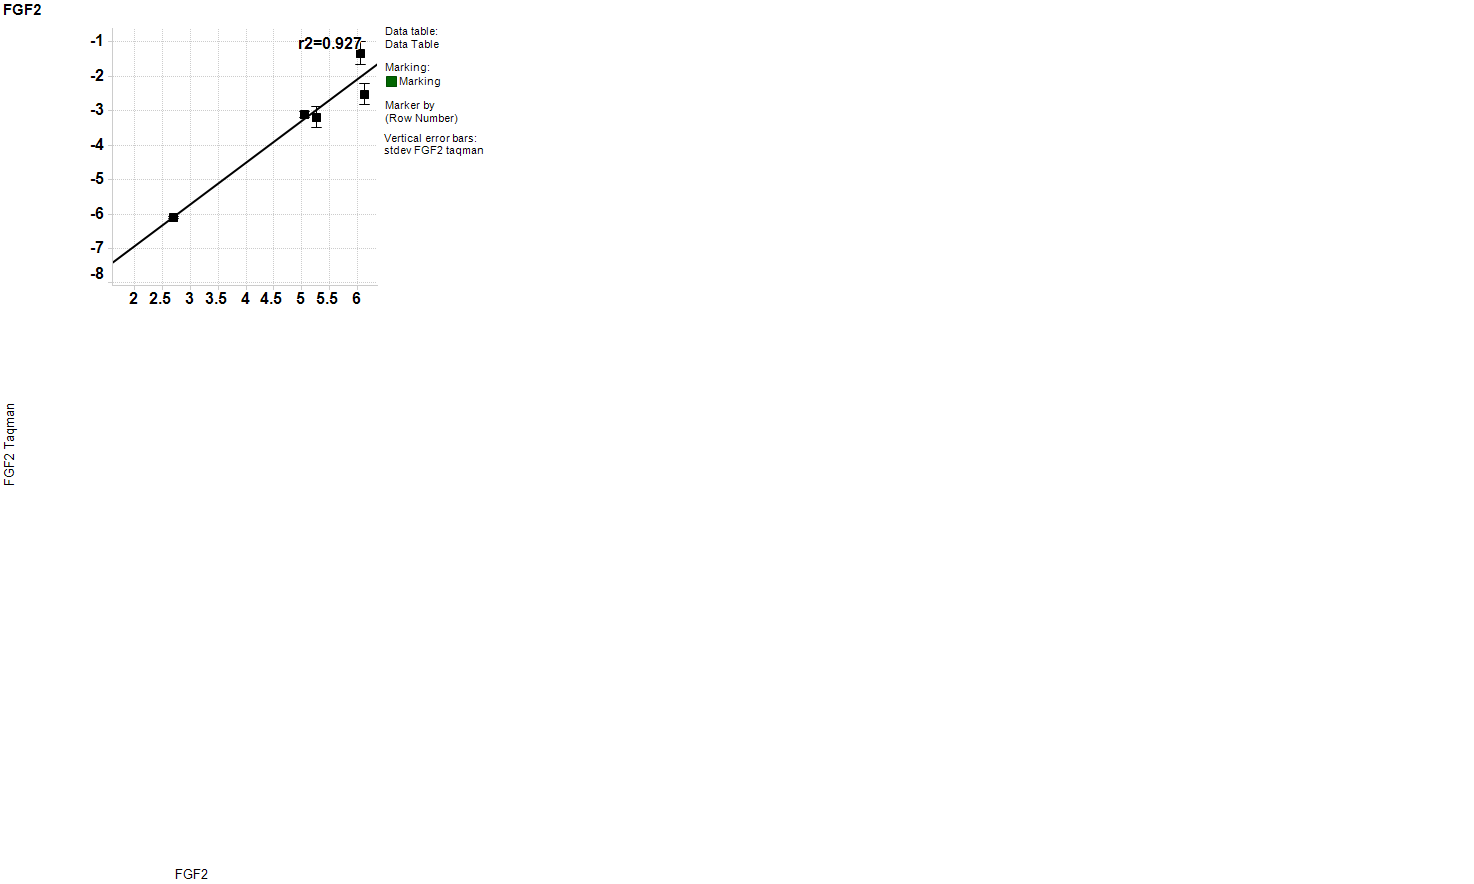 FGF2
-1
-2
-3
-4
-5
-6
-7
-8
r2=0.927
2 2.5 3 3.5 4 4.5 5 5.5 6
Data table:
Data Table
Marking:
Marking
Marker by
(Row Number)
Vertical error bars:
stdev FGF2 taqman
FGF2 Taqman
FGF2